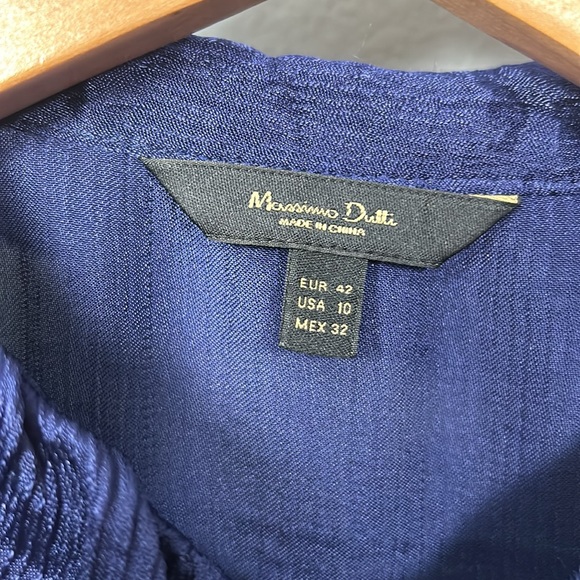 Massimo Dutti
MADE IN CHINA
EUR 42
USA 10
MEX 32